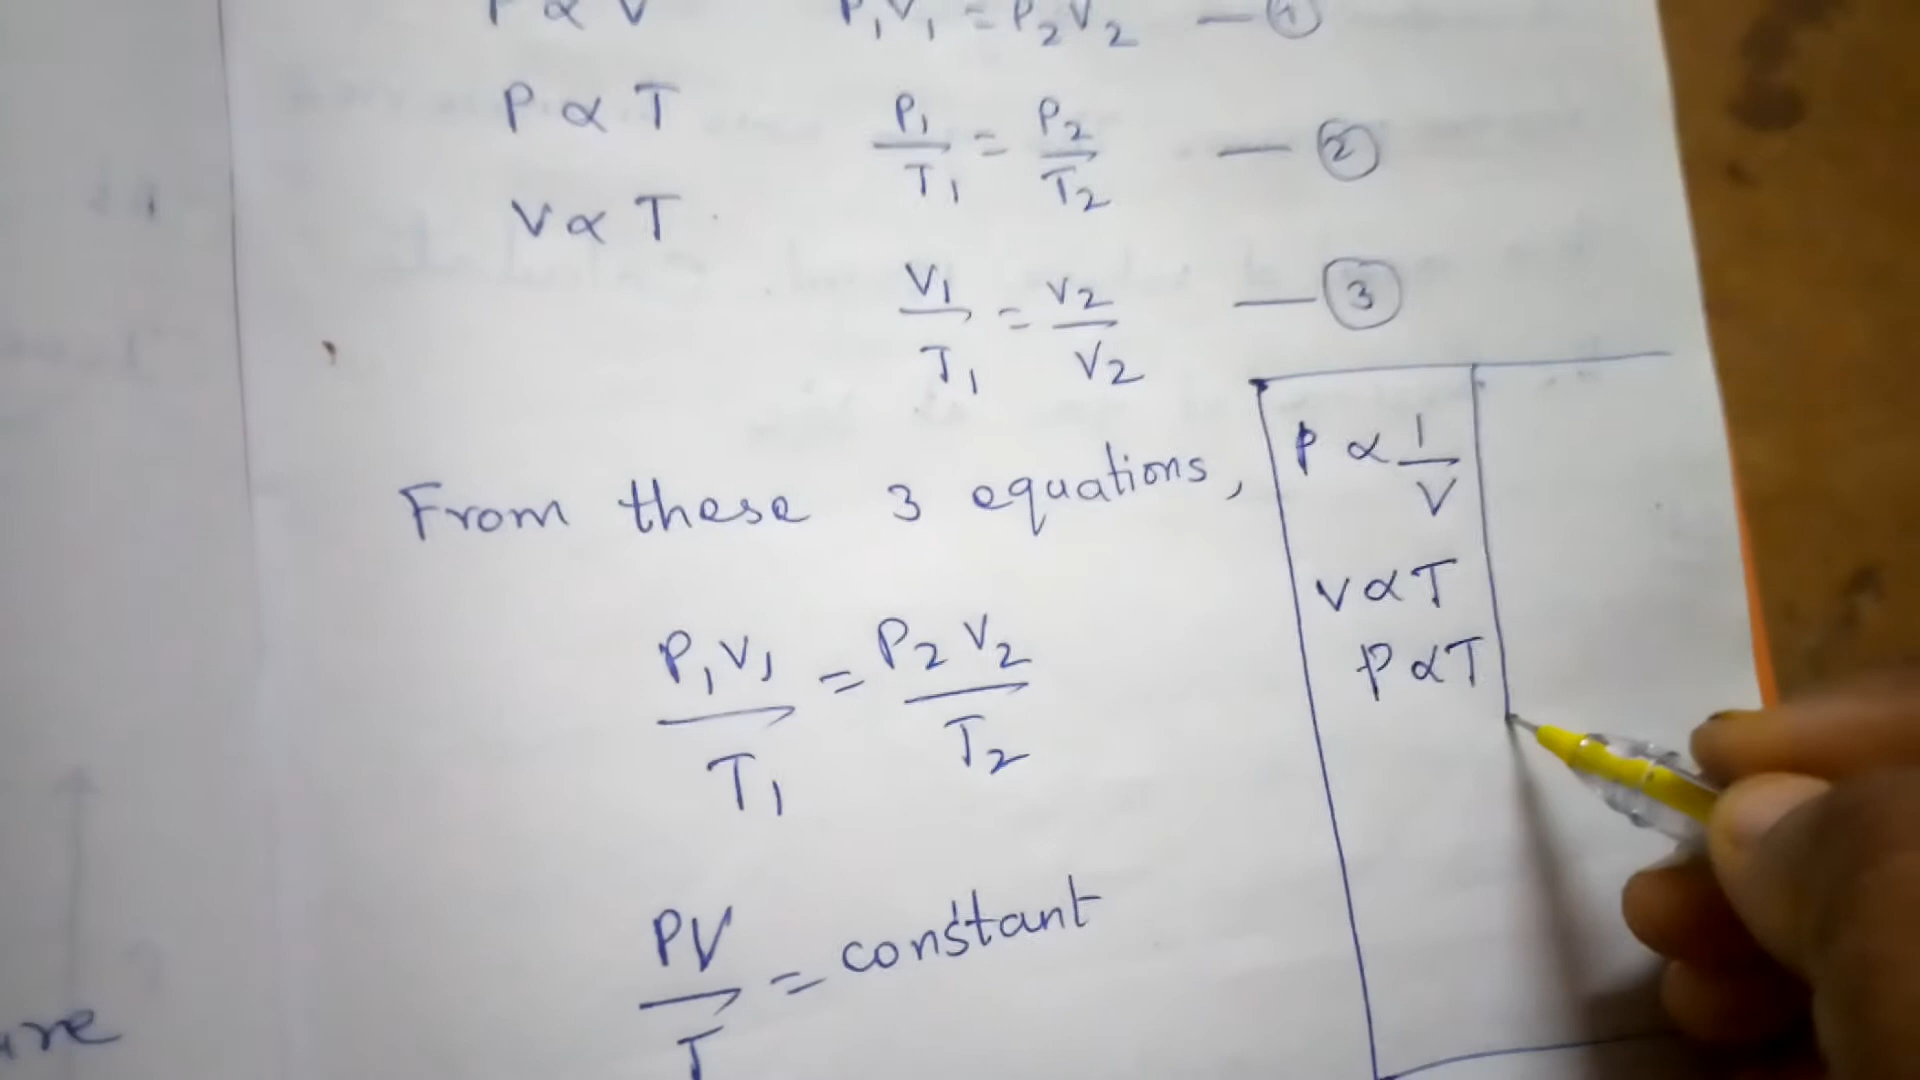 P ∝ V P₁V₁ = P₂V₂ — ①
P ∝ T P₁/T₁ = P₂/T₂ — ②
V ∝ T
V₁/T₁ = V₂/V₂ — ③
From these 3 equations,
P₁V₁/T₁ = P₂V₂/T₂
PV/T = constant
P ∝ 1/V
V ∝ T
P ∝ T